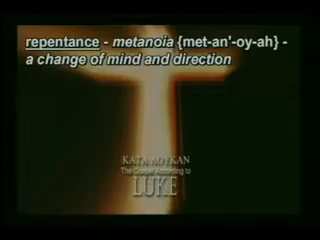 repentance - metanoia {met-an'-oy-ah} -
a change of mind and direction
ΚΑΤΑ ΛΟΥΚΑΝ
The Gospel According to
LUKE